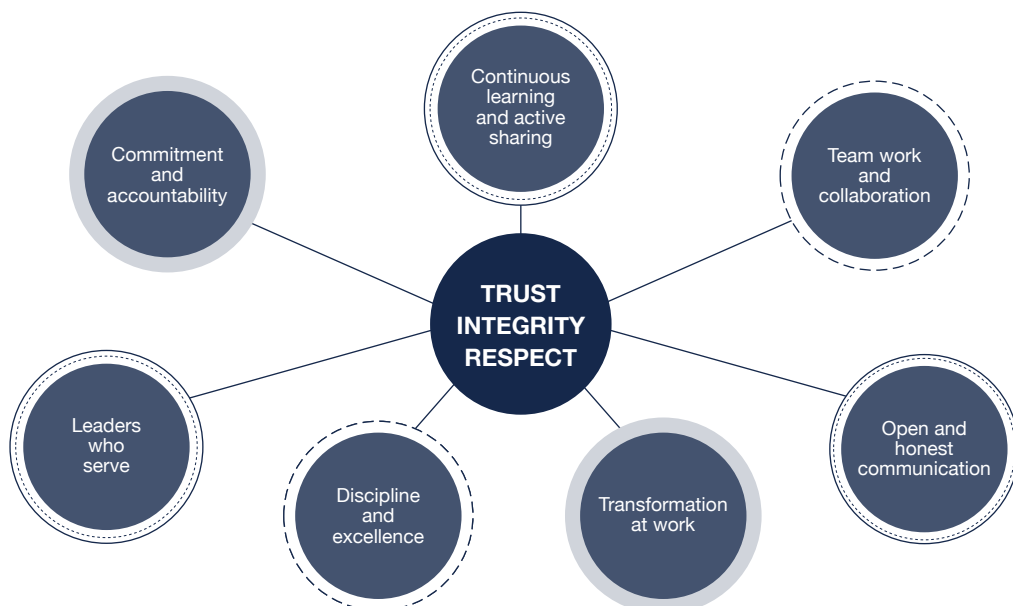 Continuous
learning
and active
sharing
Commitment
and
accountability
Team work
and
collaboration
TRUST
INTEGRITY
RESPECT
Leaders
who
serve
Open and
honest
communication
Discipline
and
excellence
Transformation
at work